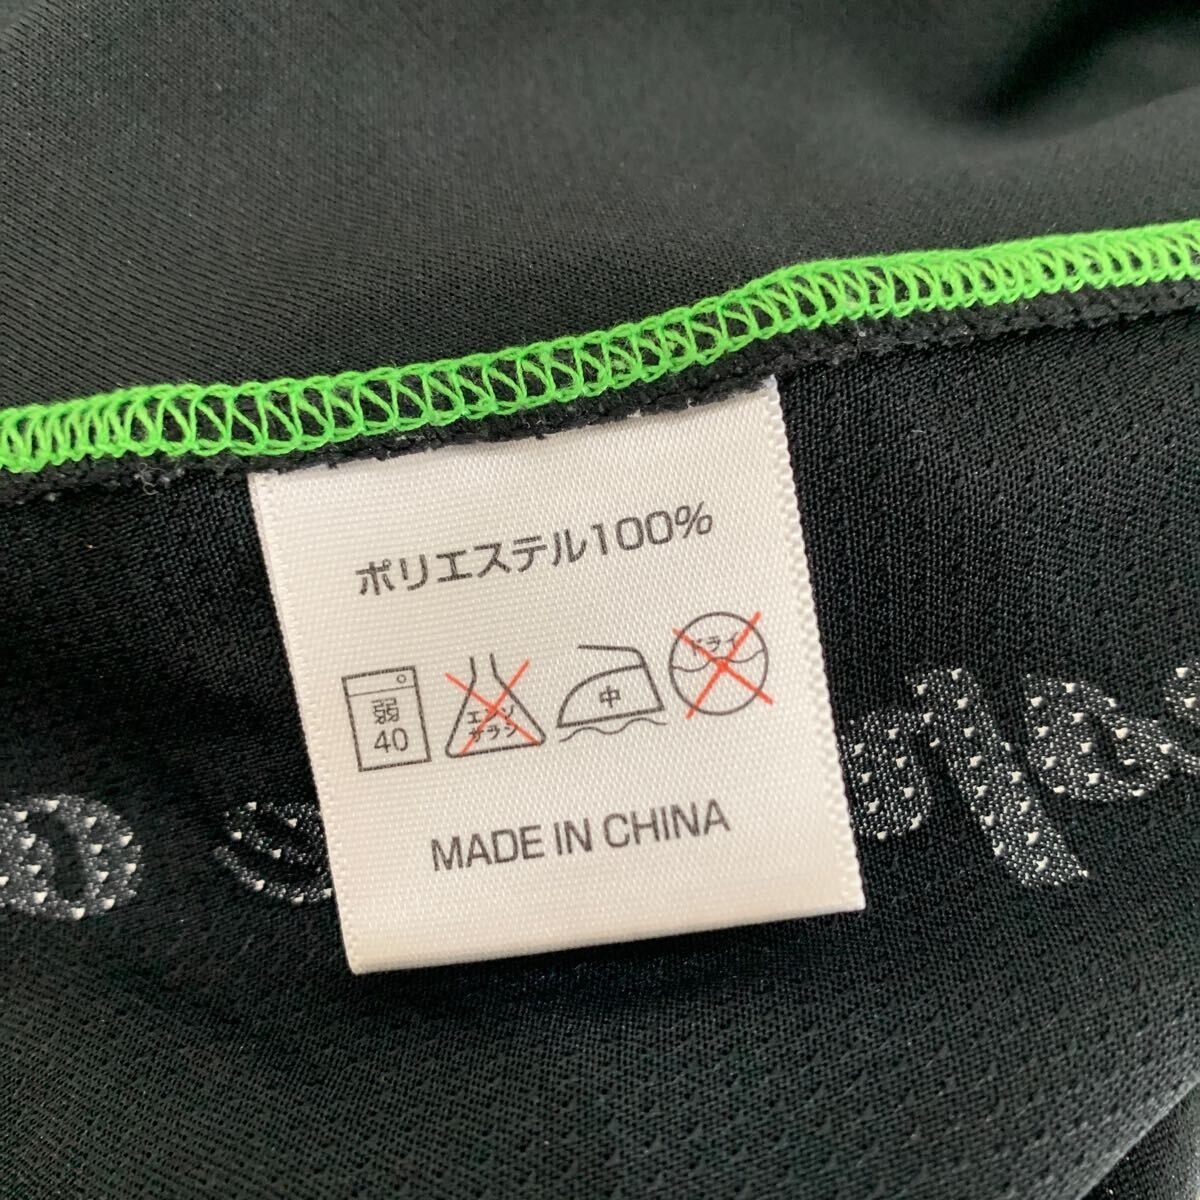 ポリエステル100%
弱
40
エンソ
サラシ
中
ドライ
MADE IN CHINA